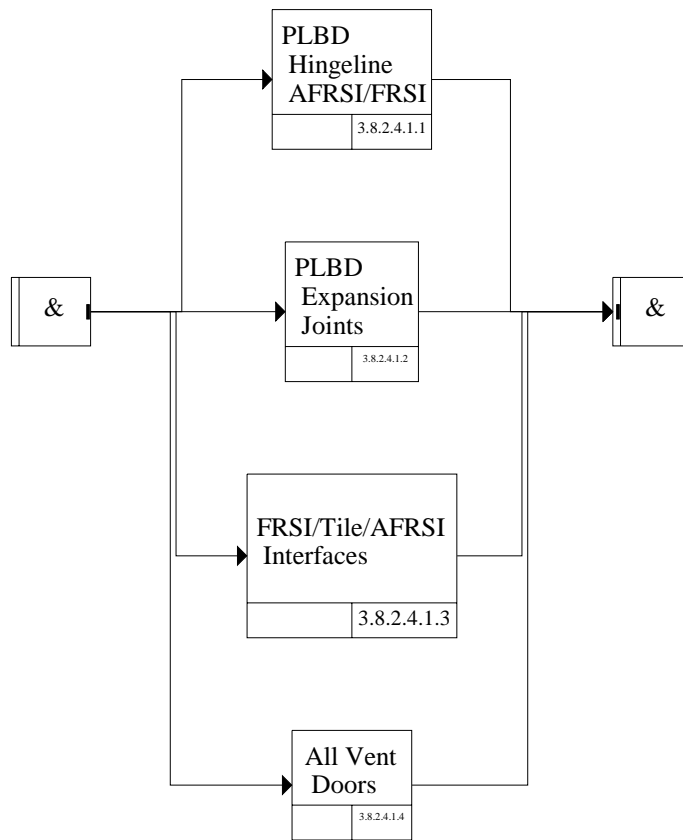 PLBD
Hingeline
AFRSI/FRSI
3.8.2.4.1.1
&
PLBD
Expansion
Joints
3.8.2.4.1.2
&
FRSI/Tile/AFRSI
Interfaces
3.8.2.4.1.3
All Vent
Doors
3.8.2.4.1.4